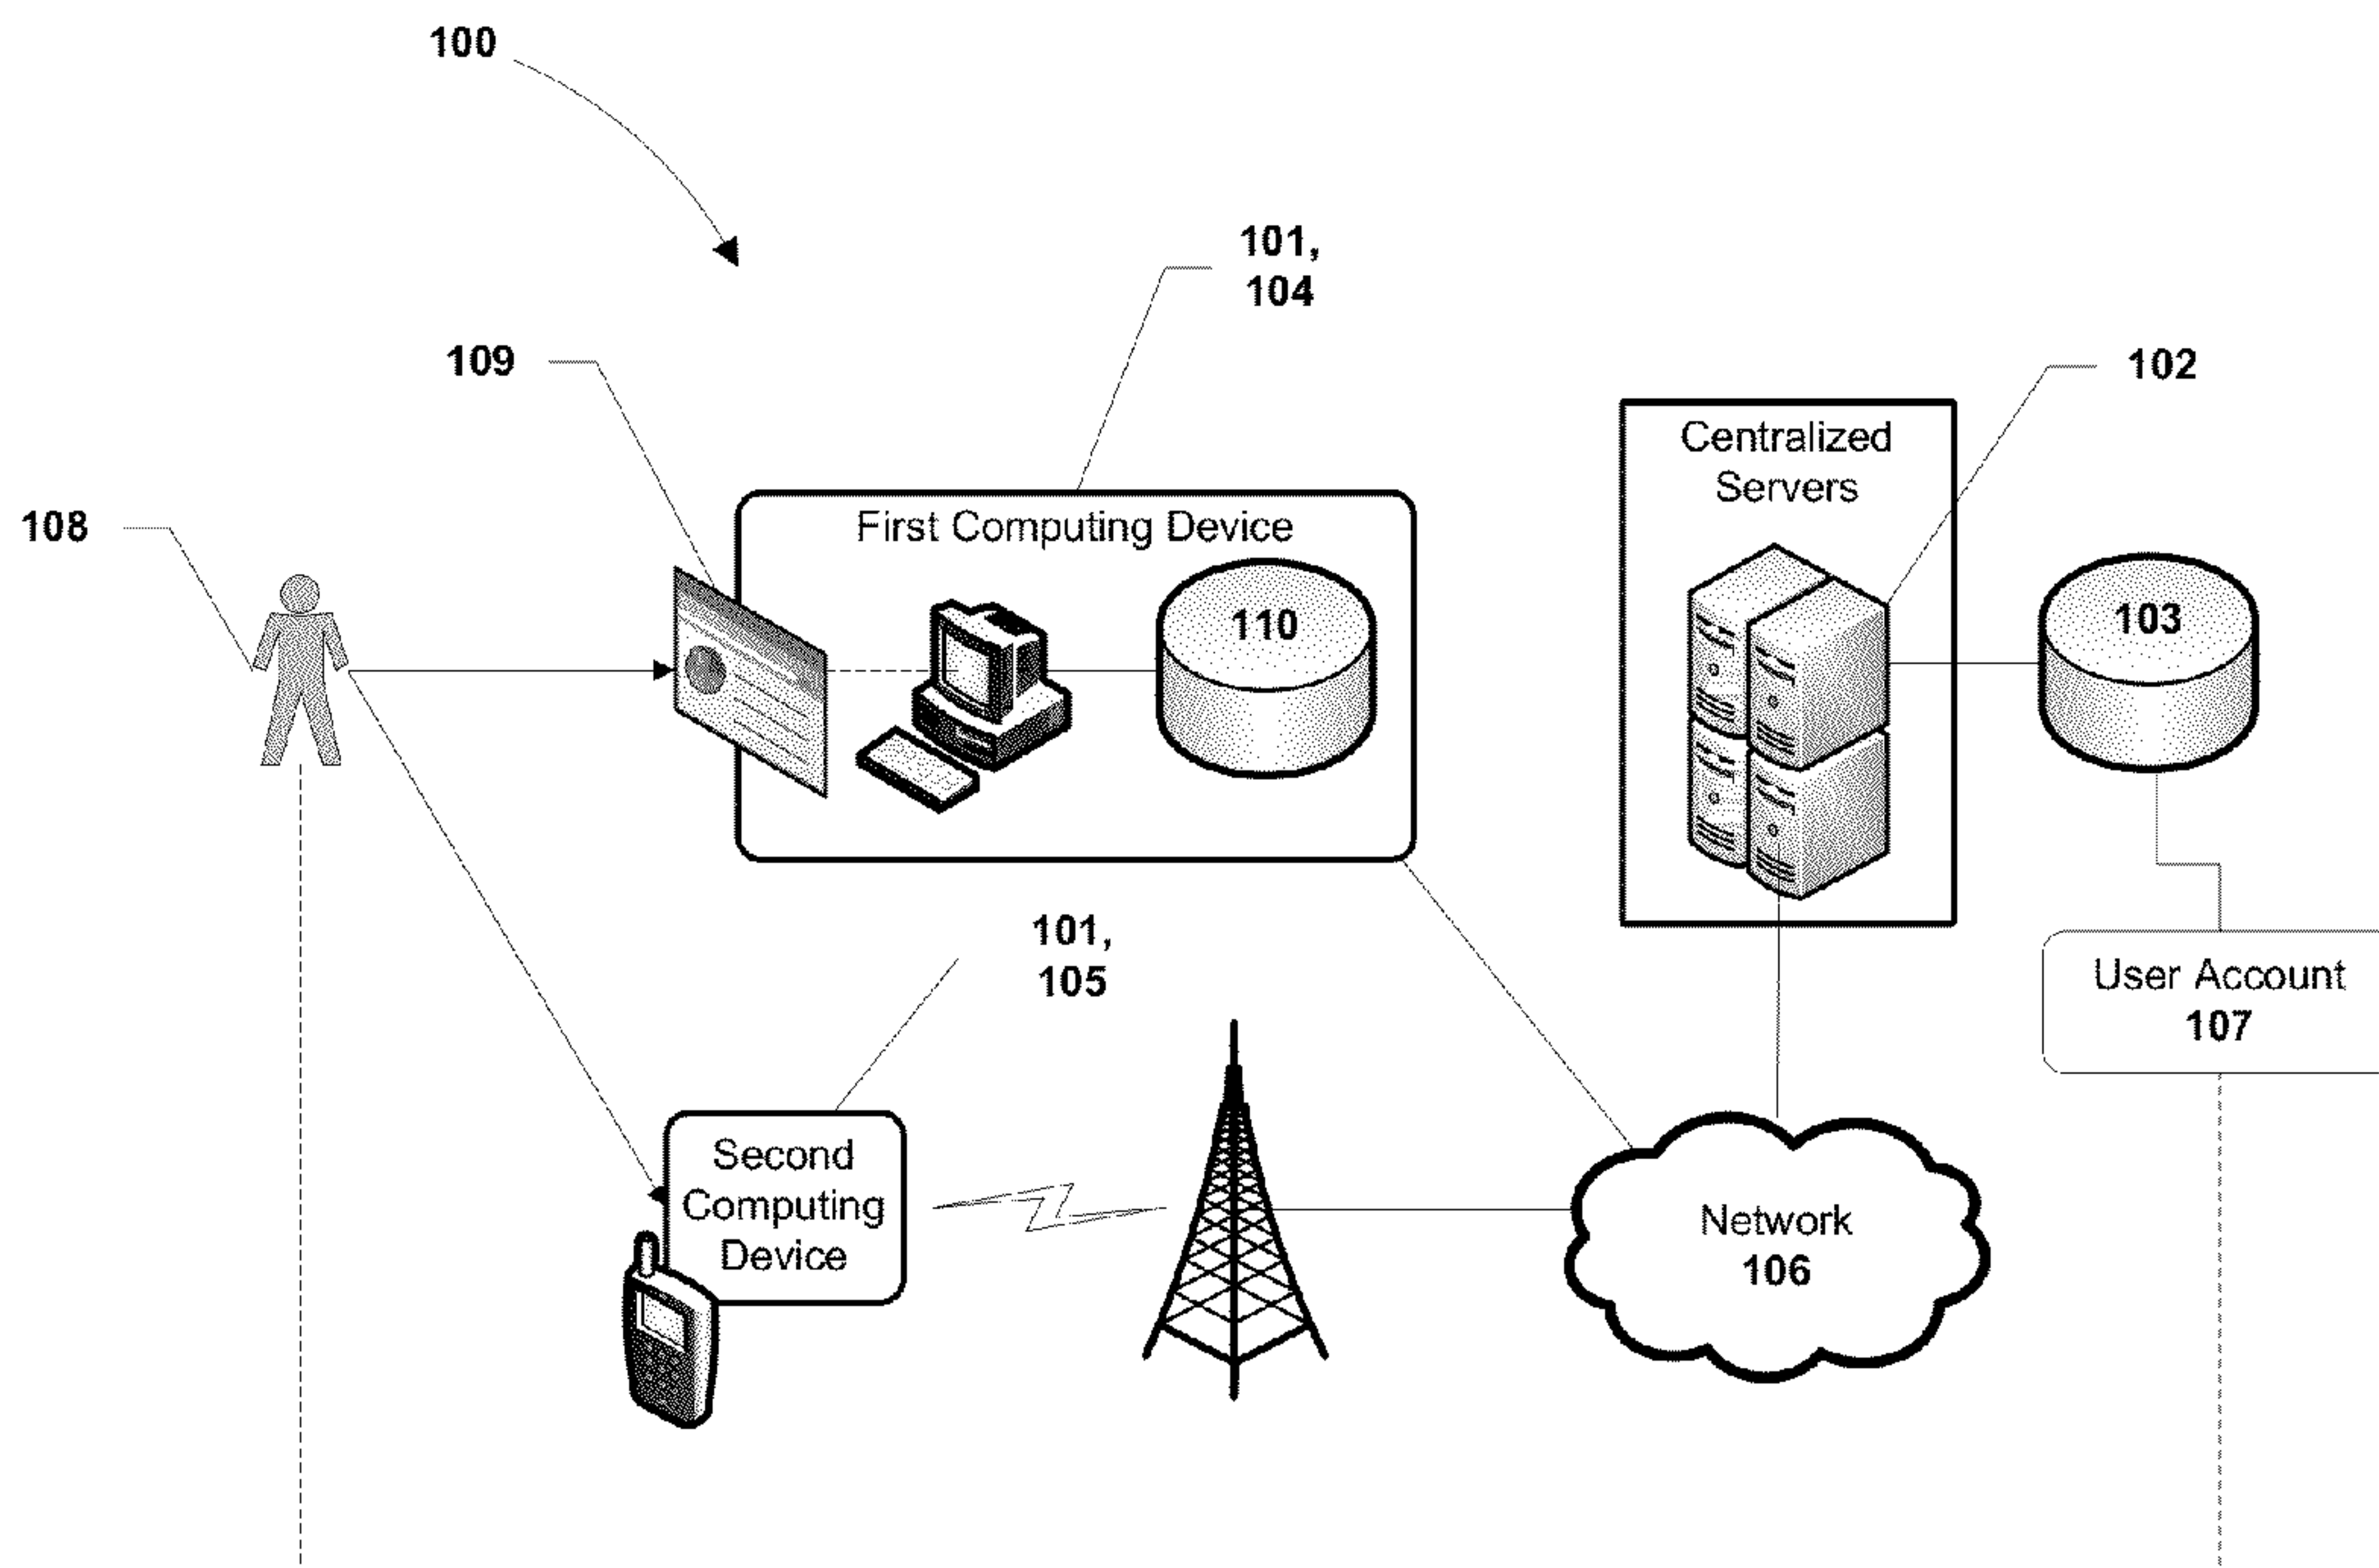 100
101,
104
109
102
Centralized
Servers
108
First Computing Device
110
103
101,
105
User Account
107
Second
Computing
Device
Network
106